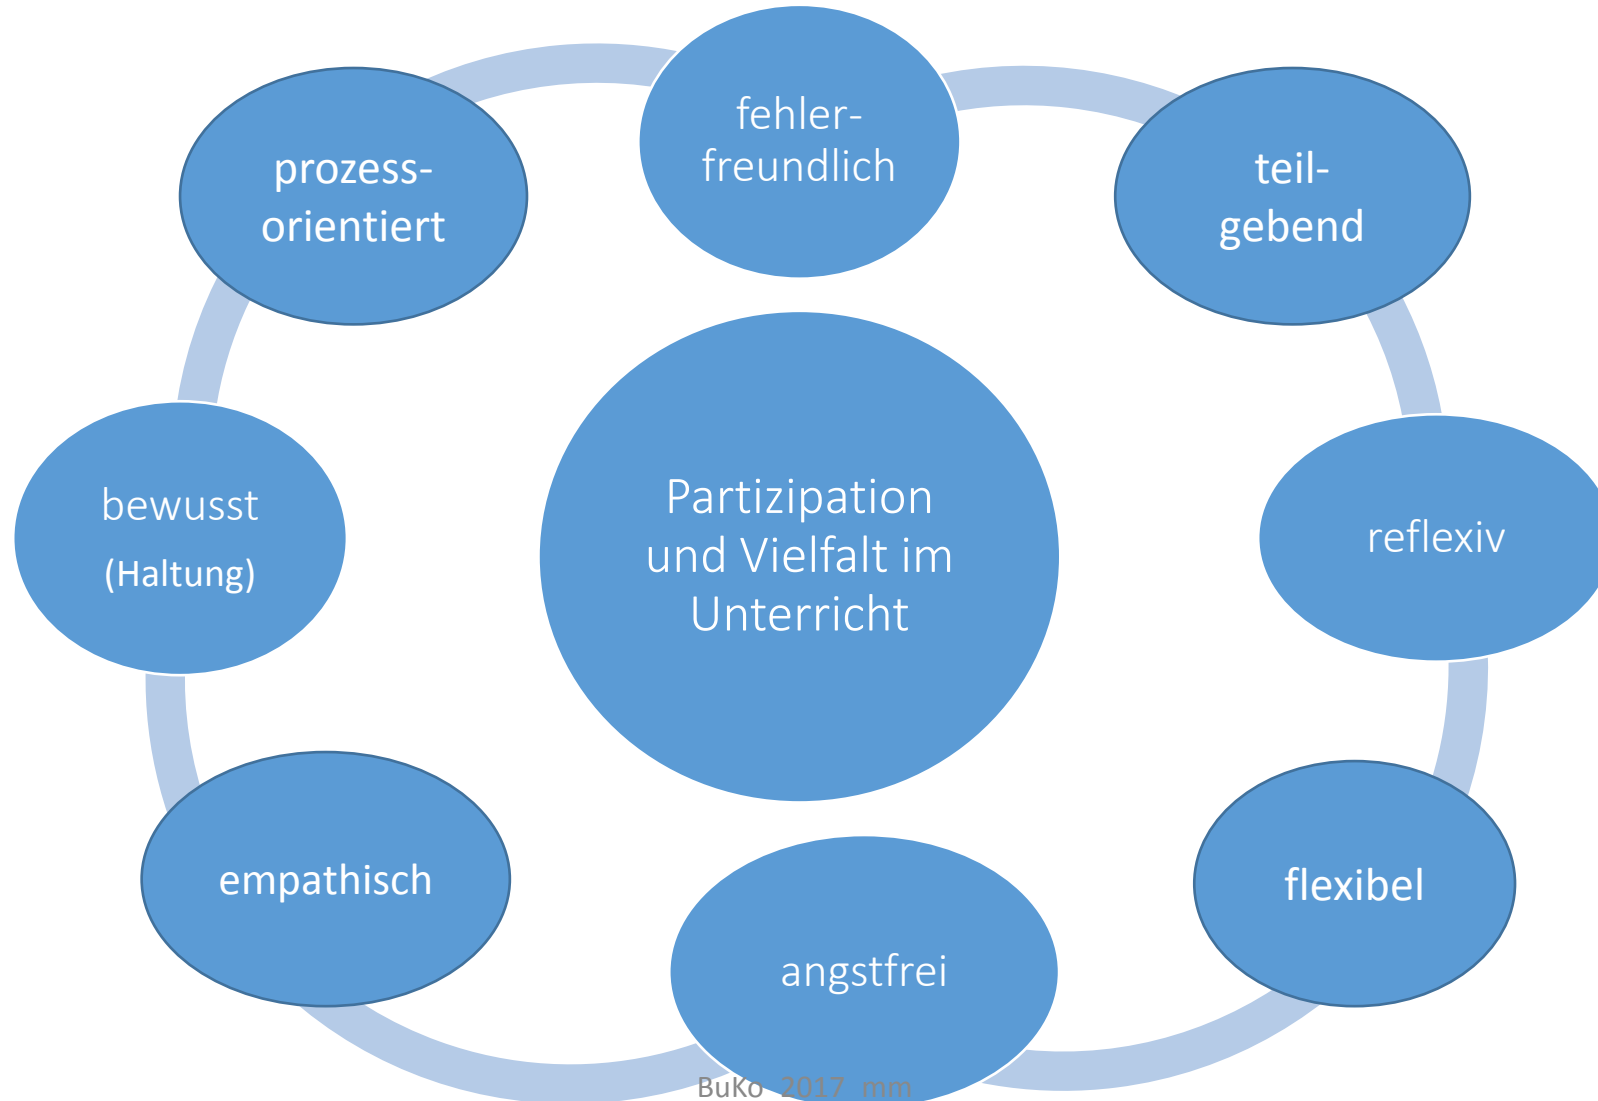 fehler-
freundlich
prozess-
orientiert
teil-
gebend
bewusst
(Haltung)
Partizipation
und Vielfalt im
Unterricht
reflexiv
empathisch
flexibel
angstfrei
BuKo 2017 mm